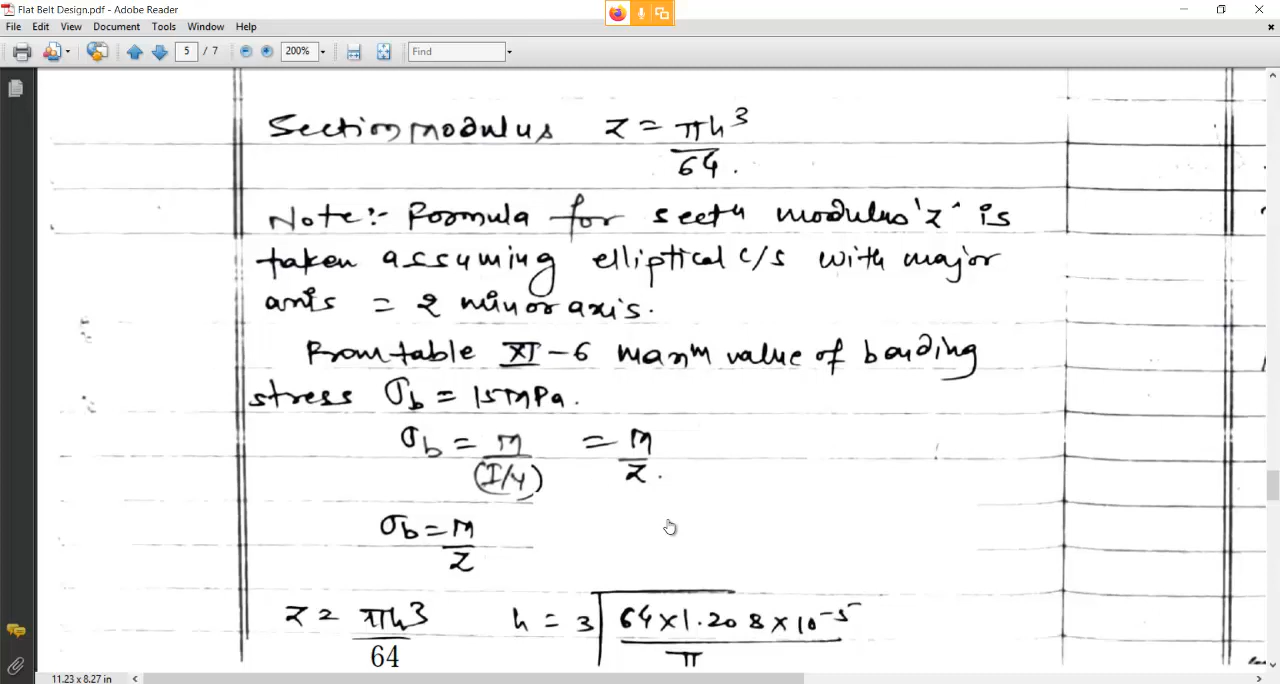 Flat Belt Design.pdf - Adobe Reader
File Edit View Document Tools Window Help
5 / 7 200% Find
Section modulus Z = πh³/64.
Note:- Formula for sectn modulus 'Z' is
taken assuming elliptical c/s with major
axis = 2 minor axis.
From table XI-6 maxm value of bending
stress σb = 15MPa.
σb = M/(I/y) = M/Z.
σb = M/Z
Z = πh³/64 h = 3√(64×1.208×10⁻⁵/π)
11.23 x 8.27 in